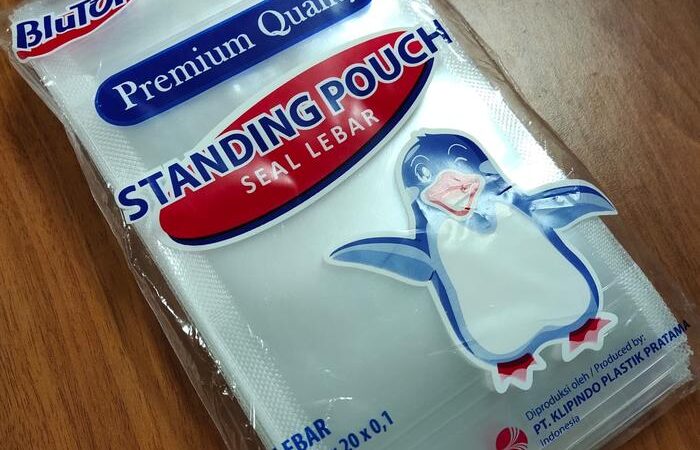 Premium Quality
STANDING POUCH
SEAL LEBAR
LEBAR
20 x 0,1
Diproduksi oleh / Produced by:
PT. KLIPINDO PLASTIK PRATAMA
Indonesia